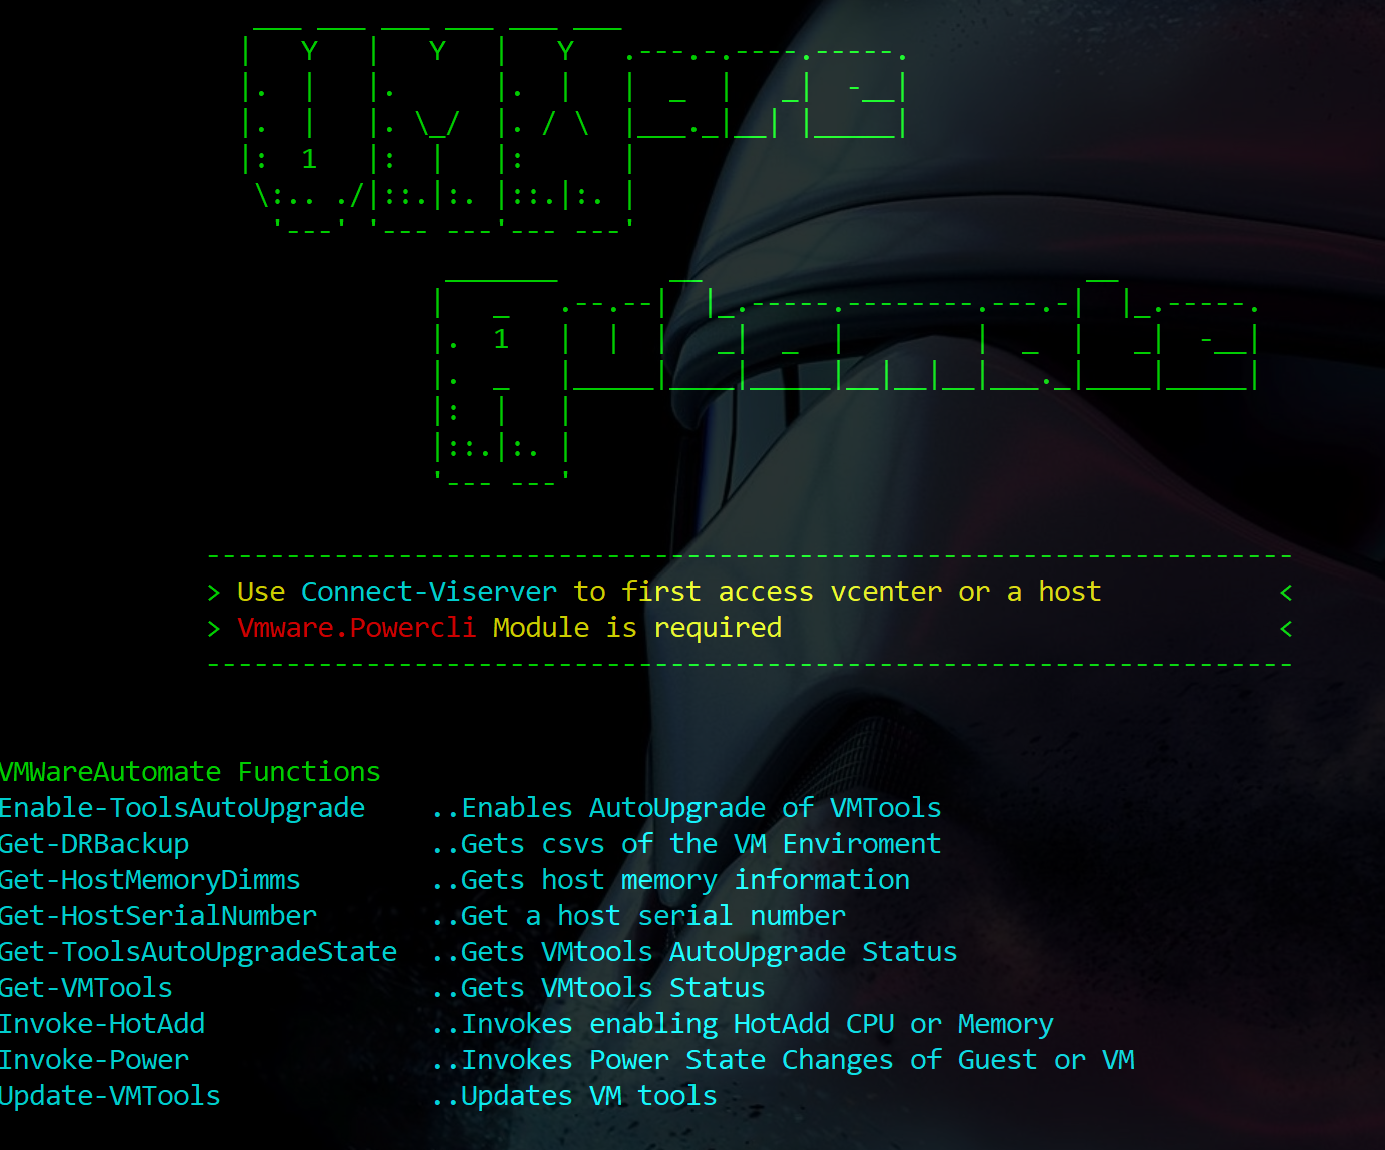 VMWare
Automate
> Use Connect-Viserver to first access vcenter or a host <
> Vmware.Powercli Module is required <
VMWareAutomate Functions
Enable-ToolsAutoUpgrade ..Enables AutoUpgrade of VMTools
Get-DRBackup ..Gets csvs of the VM Enviroment
Get-HostMemoryDimms ..Gets host memory information
Get-HostSerialNumber ..Get a host serial number
Get-ToolsAutoUpgradeState ..Gets VMtools AutoUpgrade Status
Get-VMTools ..Gets VMtools Status
Invoke-HotAdd ..Invokes enabling HotAdd CPU or Memory
Invoke-Power ..Invokes Power State Changes of Guest or VM
Update-VMTools ..Updates VM tools